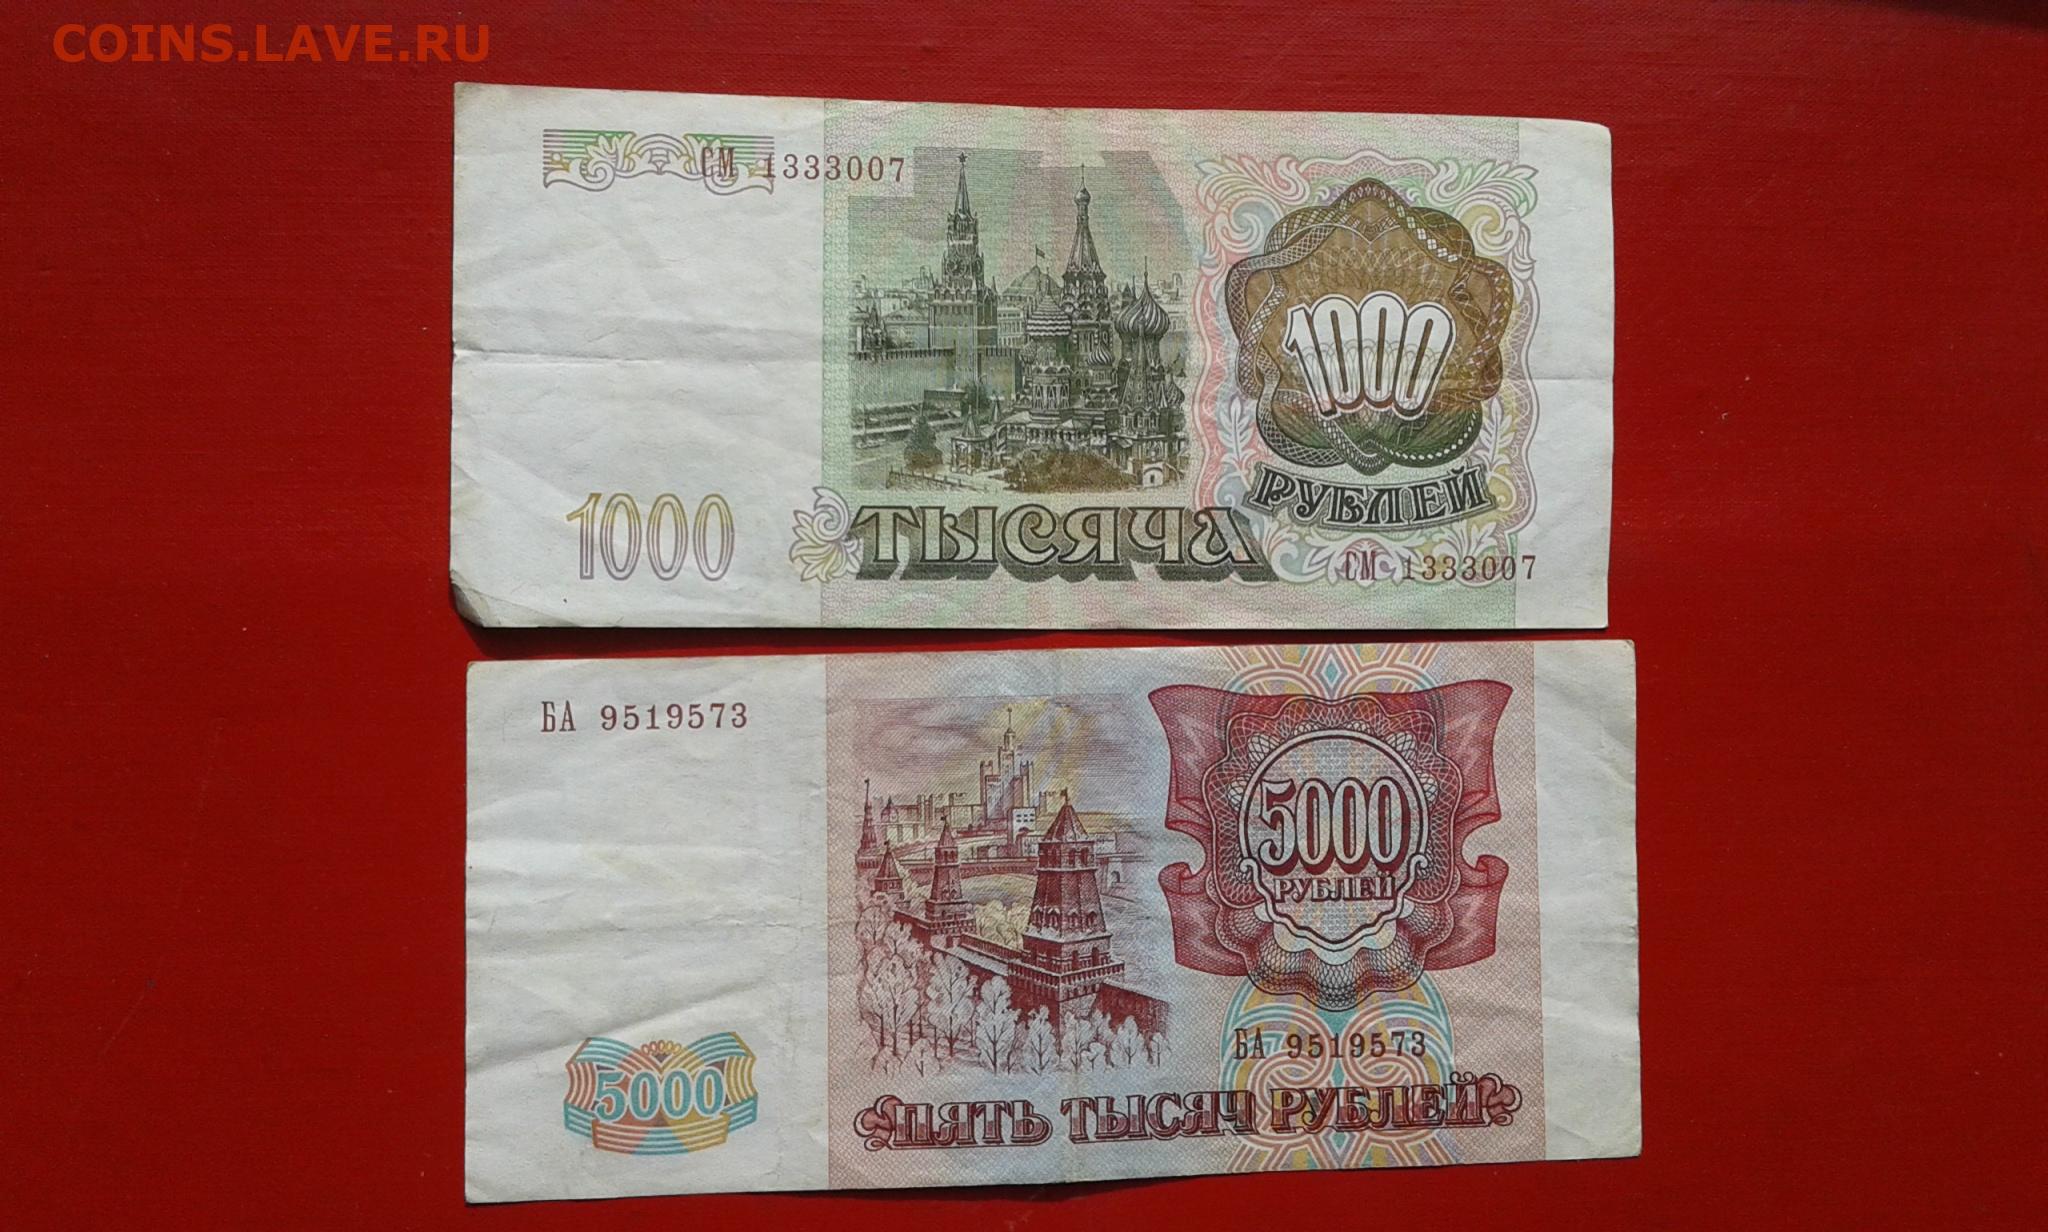 COINS.LAVE.RU
СМ 1333007
1000
РУБЛЕЙ
1000
ТЫСЯЧА
СМ 1333007
БА 9519573
5000
РУБЛЕЙ
БА 9519573
5000
ПЯТЬ ТЫСЯЧ РУБЛЕЙ